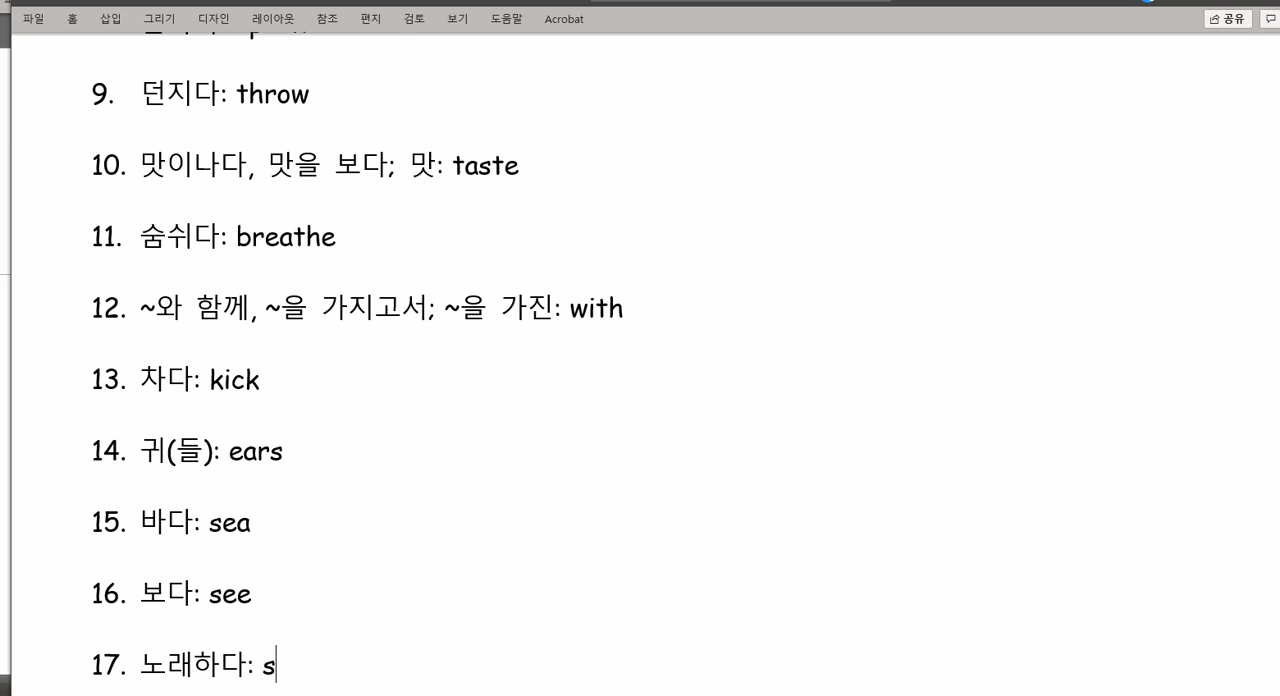 파일 홈 삽입 그리기 디자인 레이아웃 참조 편지 검토 보기 도움말 Acrobat 공유
9. 던지다: throw
10. 맛이나다, 맛을 보다; 맛: taste
11. 숨쉬다: breathe
12. ~와 함께, ~을 가지고서; ~을 가진: with
13. 차다: kick
14. 귀(들): ears
15. 바다: sea
16. 보다: see
17. 노래하다: s